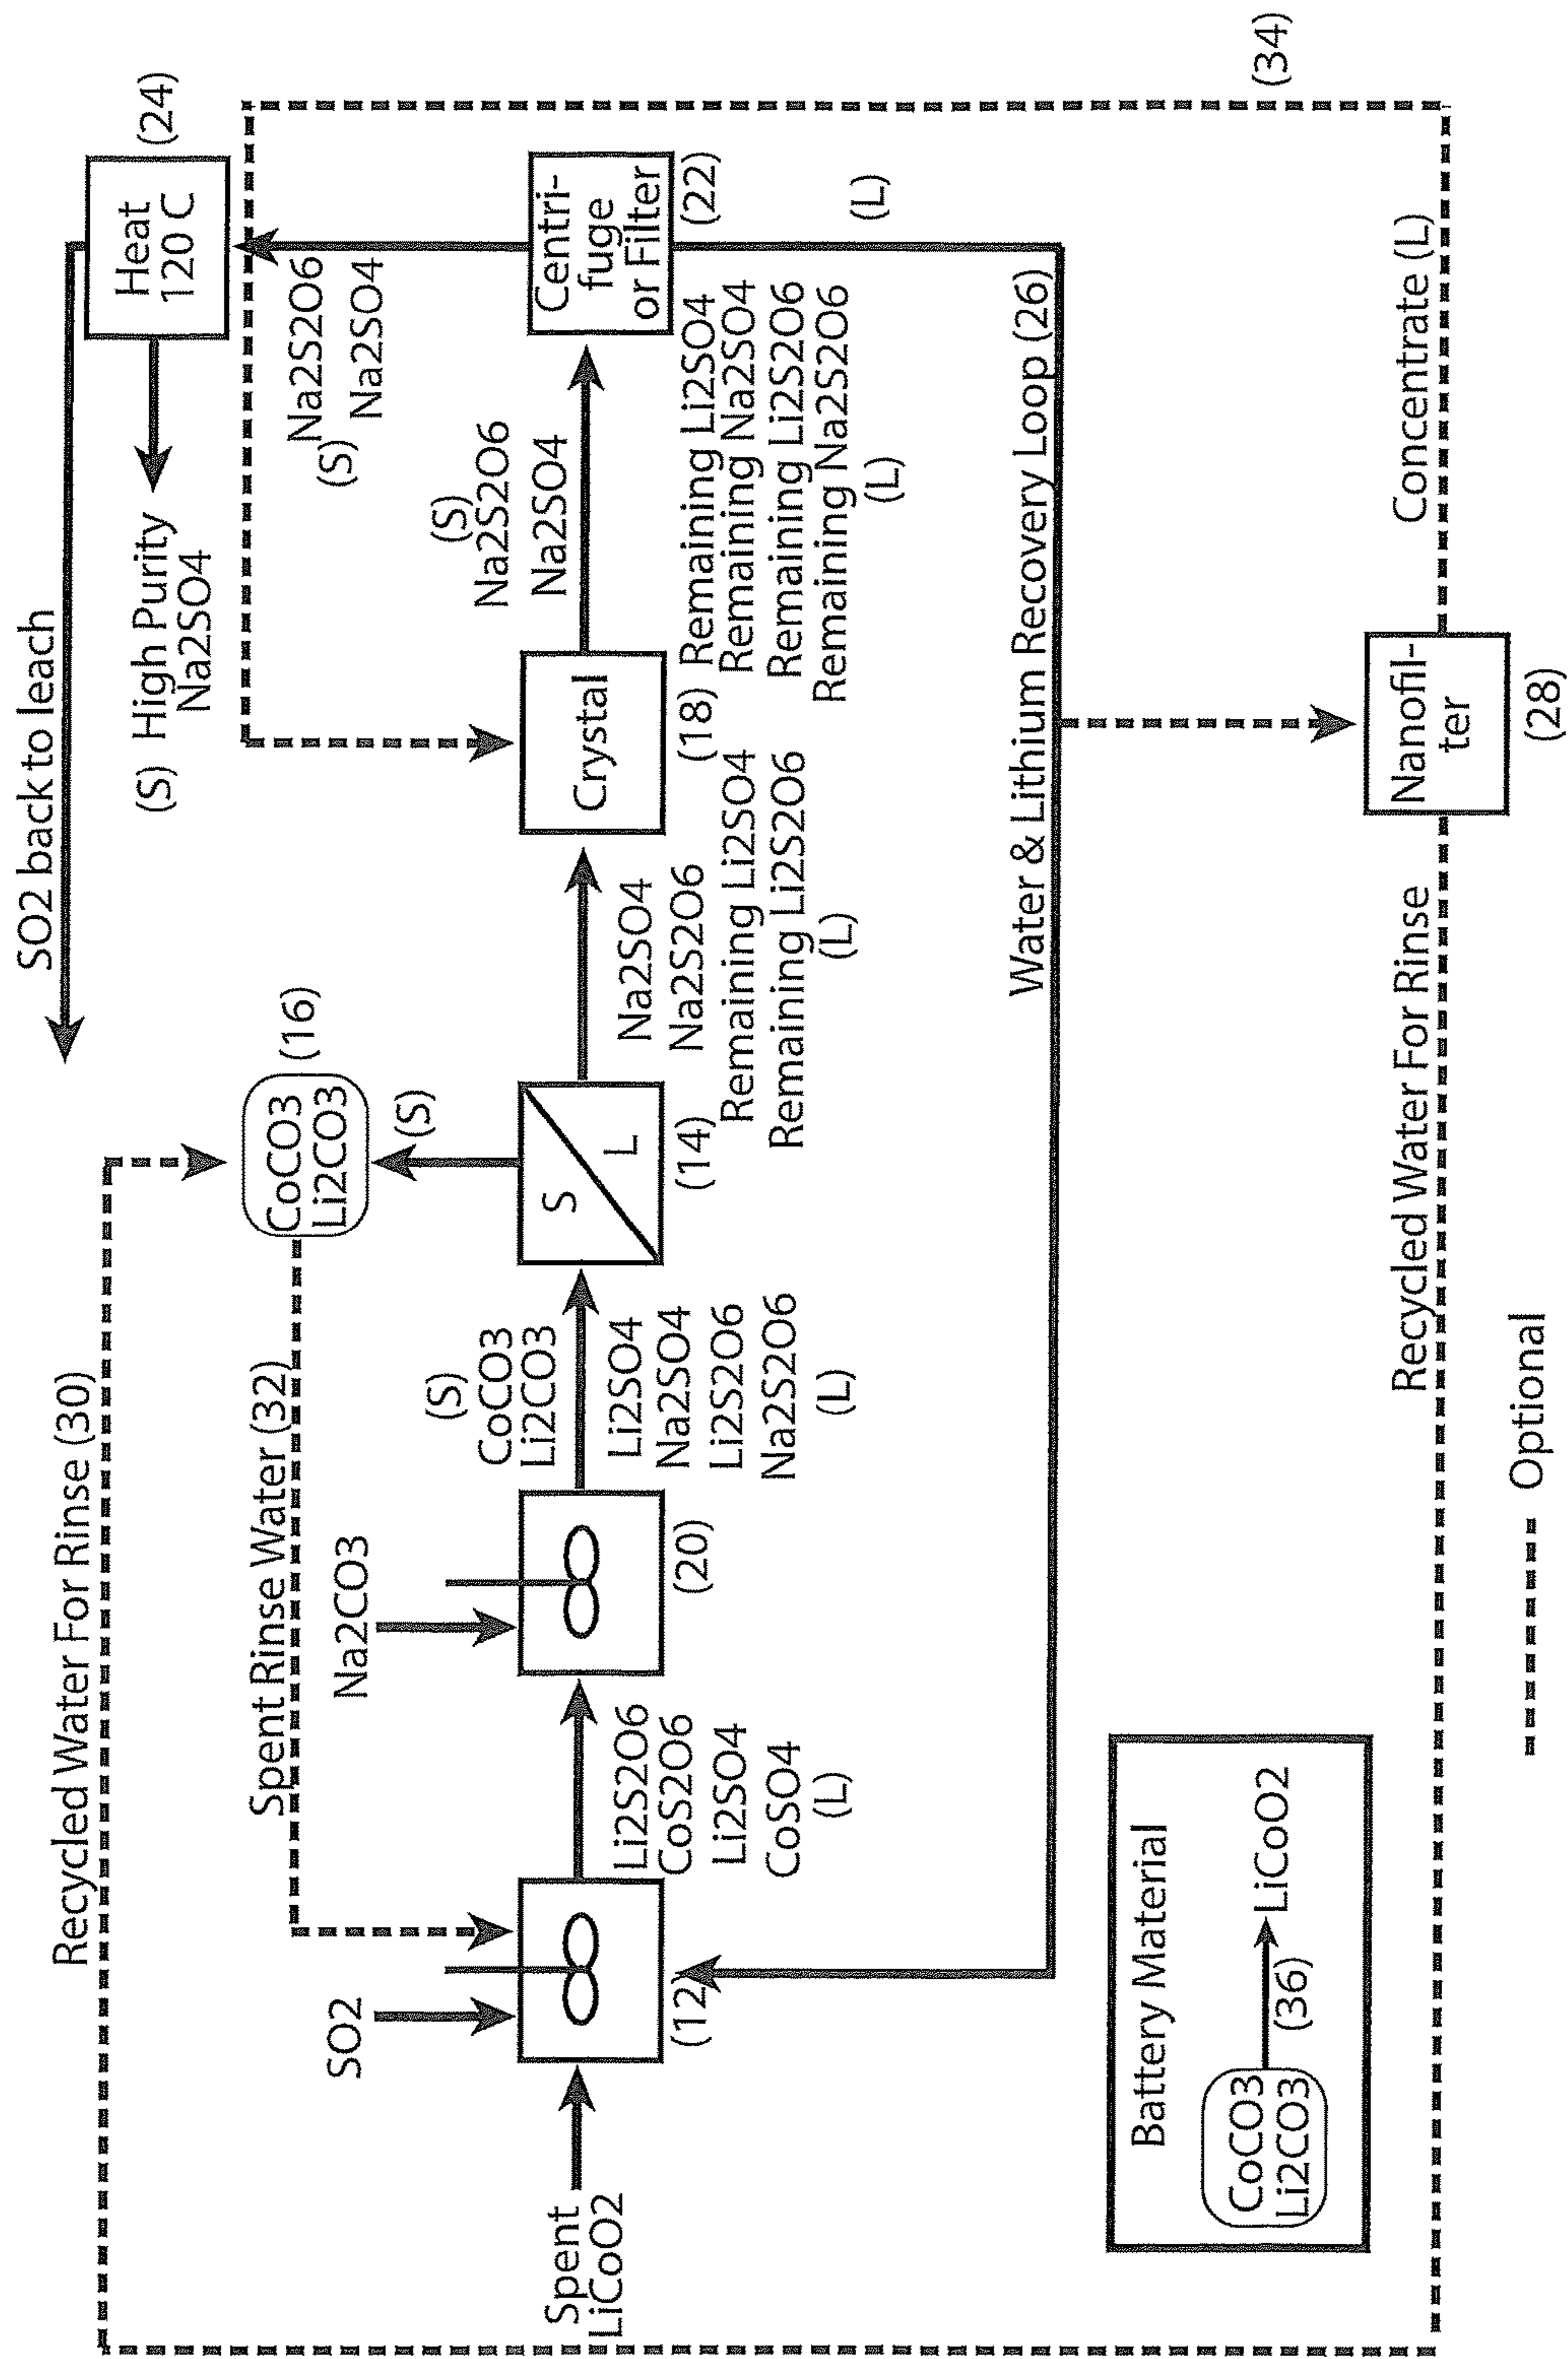 SO2 back to leach
Recycled Water For Rinse (30)
Spent Rinse Water (32)
(S) High Purity
Na2SO4
Heat
120 C
(24)
CoCO3
Li2CO3
(16)
(S)
Na2S2O6
Na2SO4
(S)
SO2
Na2CO3
Spent
LiCoO2
(12)
Li2S2O6
CoS2O6
Li2SO4
CoSO4
(L)
(20)
(S)
CoCO3
Li2CO3
Li2SO4
Na2SO4
Li2S2O6
Na2S2O6
(L)
S
L
(14)
Na2SO4
Na2S2O6
Remaining Li2SO4
Remaining Li2S2O6
(L)
Crystal
(18)
(S)
Na2S2O6
Na2SO4
Remaining Li2SO4
Remaining Na2SO4
Remaining Li2S2O6
Remaining Na2S2O6
(L)
Centri-
fuge
or Filter
(22)
(L)
Water & Lithium Recovery Loop (26)
(34)
Battery Material
CoCO3
Li2CO3
(36)
LiCoO2
Recycled Water For Rinse
Nanofil-
ter
(28)
Concentrate (L)
Optional